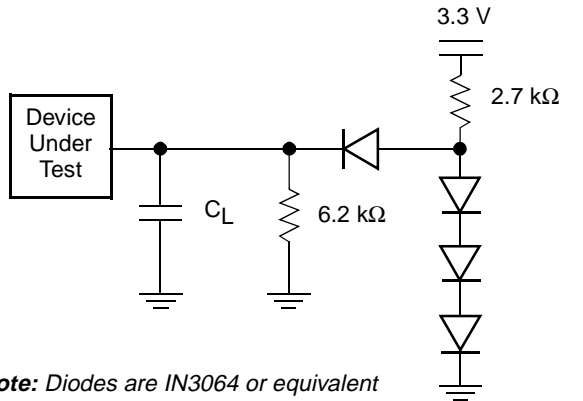 3.3 V
2.7 kΩ
Device
Under
Test
CL
6.2 kΩ
ote: Diodes are IN3064 or equivalent